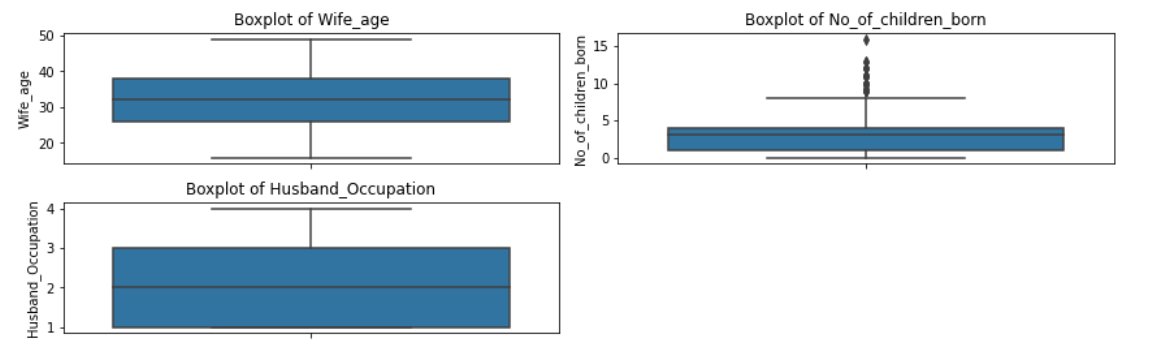 Boxplot of Wife_age
Wife_age
50
40
30
20
Boxplot of No_of_children_born
No_of_children_born
15
10
5
0
Boxplot of Husband_Occupation
Husband_Occupation
4
3
2
1